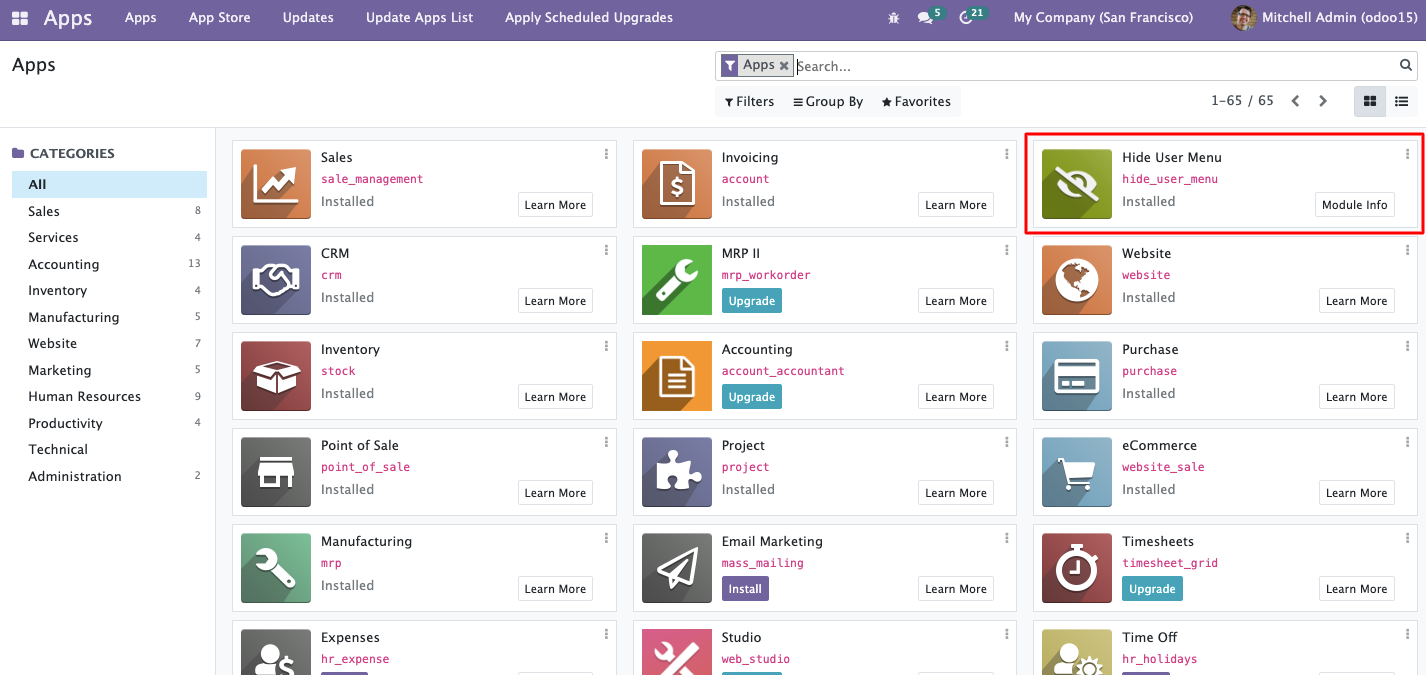 Apps Apps App Store Updates Update Apps List Apply Scheduled Upgrades 5 21 My Company (San Francisco) Mitchell Admin (odoo15)
Apps
Apps Search...
Filters Group By Favorites 1-65 / 65
CATEGORIES
All
Sales 8
Services 4
Accounting 13
Inventory 4
Manufacturing 5
Website 7
Marketing 5
Human Resources 9
Productivity 4
Technical
Administration 2
Sales
sale_management
Installed
Learn More
Invoicing
account
Installed
Learn More
Hide User Menu
hide_user_menu
Installed
Module Info
CRM
crm
Installed
Learn More
MRP II
mrp_workorder
Upgrade
Learn More
Website
website
Installed
Learn More
Inventory
stock
Installed
Learn More
Accounting
account_accountant
Upgrade
Learn More
Purchase
purchase
Installed
Learn More
Point of Sale
point_of_sale
Installed
Learn More
Project
project
Installed
Learn More
eCommerce
website_sale
Installed
Learn More
Manufacturing
mrp
Installed
Learn More
Email Marketing
mass_mailing
Install
Learn More
Timesheets
timesheet_grid
Upgrade
Learn More
Expenses
hr_expense
Studio
web_studio
Time Off
hr_holidays